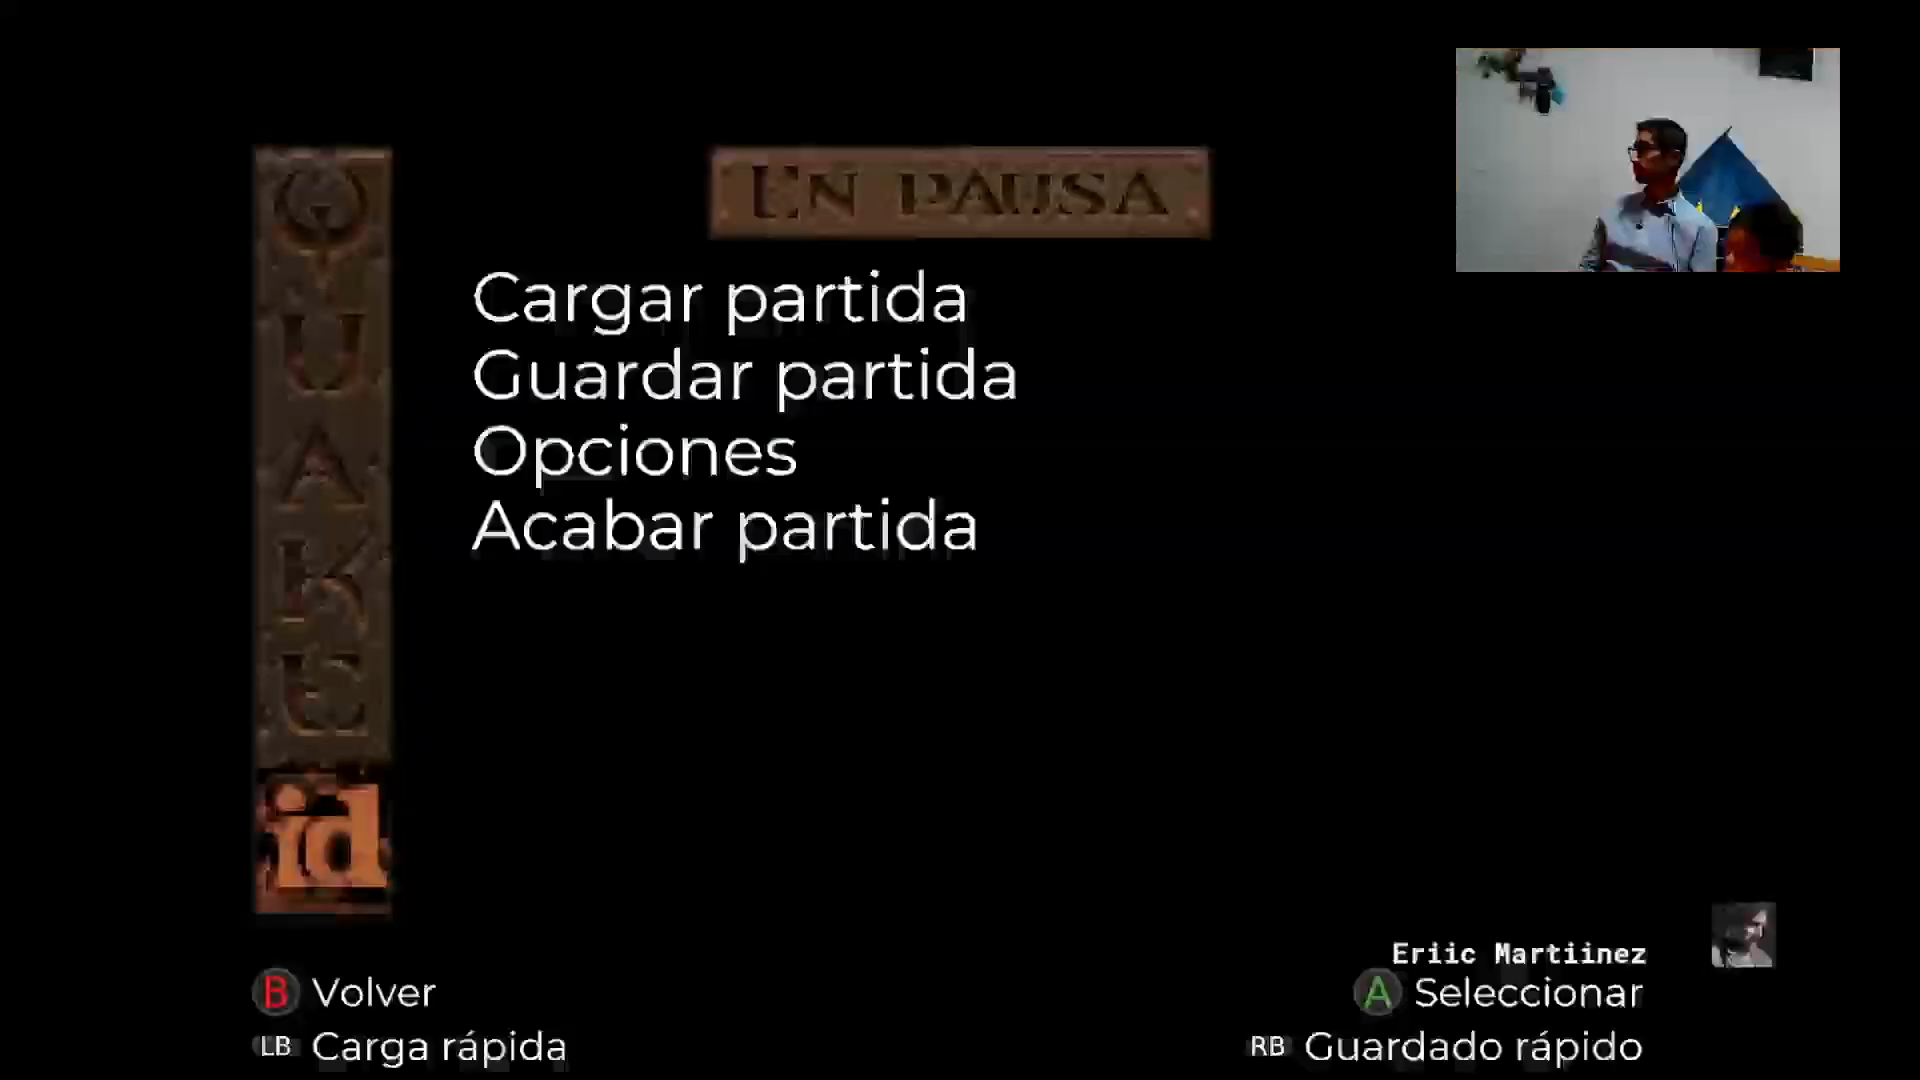 QUAKE
id
EN PAUSA
Cargar partida
Guardar partida
Opciones
Acabar partida
Eriic Martiinez
B Volver
A Seleccionar
LB Carga rápida
RB Guardado rápido